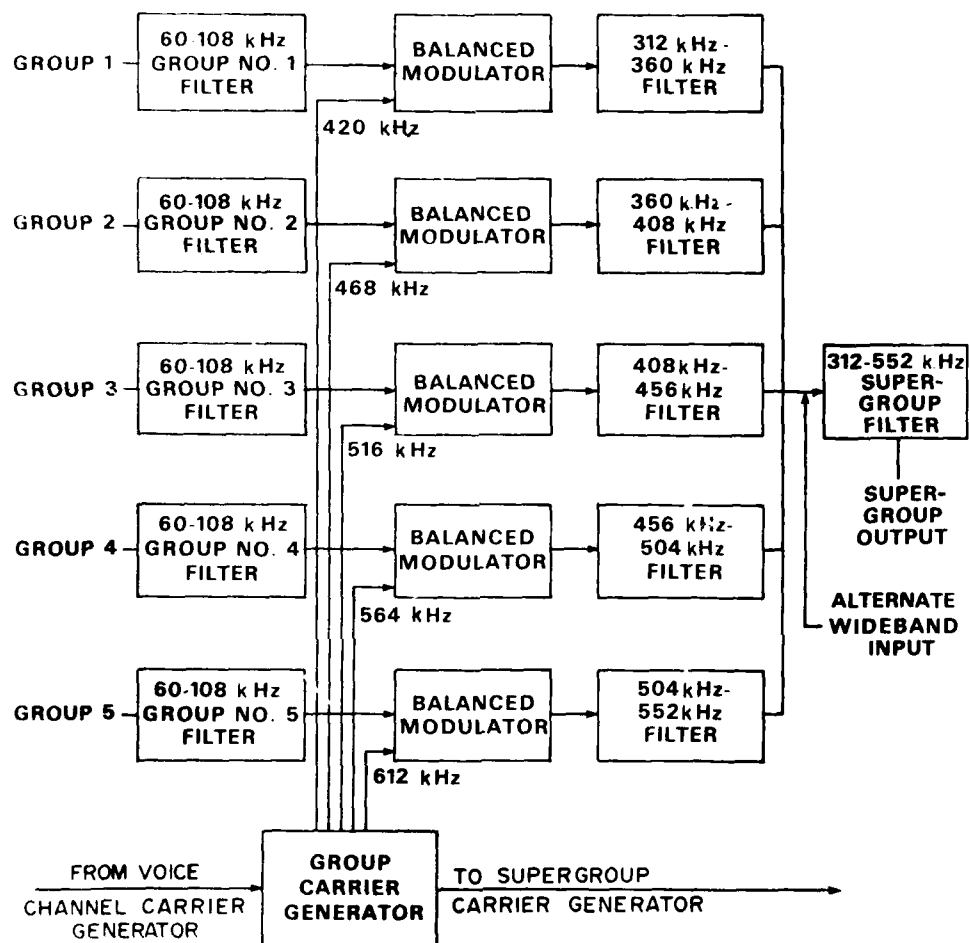 GROUP 1
60-108 kHz
GROUP NO. 1
FILTER
BALANCED
MODULATOR
312 kHz-
360 kHz
FILTER
420 kHz
GROUP 2
60-108 kHz
GROUP NO. 2
FILTER
BALANCED
MODULATOR
360 kHz-
408 kHz
FILTER
468 kHz
GROUP 3
60-108 kHz
GROUP NO. 3
FILTER
BALANCED
MODULATOR
408kHz-
456kHz
FILTER
516 kHz
312-552 kHz
SUPER-
GROUP
FILTER
SUPER-
GROUP
OUTPUT
GROUP 4
60-108 kHz
GROUP NO. 4
FILTER
BALANCED
MODULATOR
456 kHz-
504kHz
FILTER
564 kHz
ALTERNATE
WIDEBAND
INPUT
GROUP 5
60-108 kHz
GROUP NO. 5
FILTER
BALANCED
MODULATOR
504kHz-
552kHz
FILTER
612 kHz
FROM VOICE
CHANNEL CARRIER
GENERATOR
GROUP
CARRIER
GENERATOR
TO SUPERGROUP
CARRIER GENERATOR